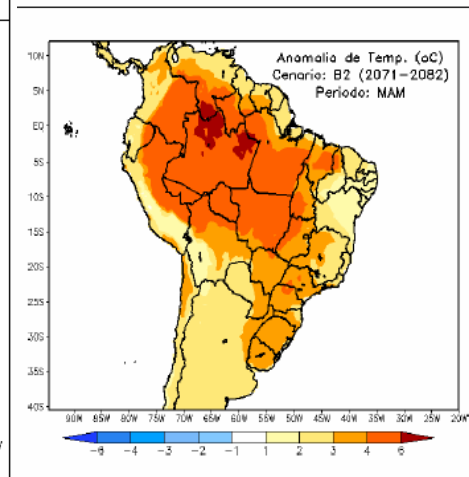 Anomalia de Temp. (oC)
Cenario: B2 (2071-2082)
Periodo: MAM
10N
5N
EQ
5S
10S
15S
20S
25S
30S
35S
40S
90W 85W 80W 75W 70W 65W 60W 55W 50W 45W 40W 35W 30W 25W 20W
-6 -4 -3 -2 -1 1 2 3 4 6